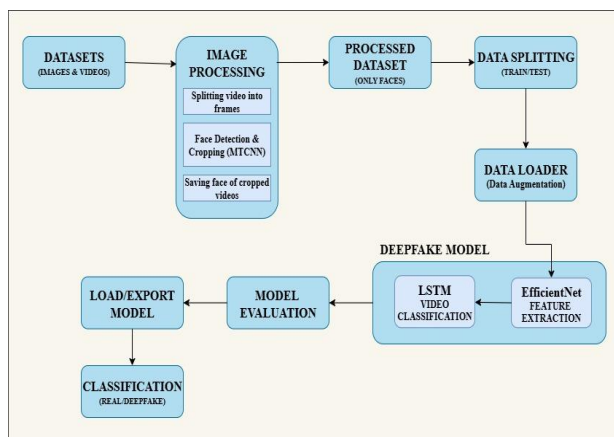 DATASETS
(IMAGES & VIDEOS)
IMAGE
PROCESSING
Splitting video into
frames
Face Detection &
Cropping (MTCNN)
Saving face of cropped
videos
PROCESSED
DATASET
(ONLY FACES)
DATA SPLITTING
(TRAIN/TEST)
DATA LOADER
(Data Augmentation)
DEEPFAKE MODEL
EfficientNet
FEATURE
EXTRACTION
LSTM
VIDEO
CLASSIFICATION
MODEL
EVALUATION
LOAD/EXPORT
MODEL
CLASSIFICATION
(REAL/DEEPFAKE)